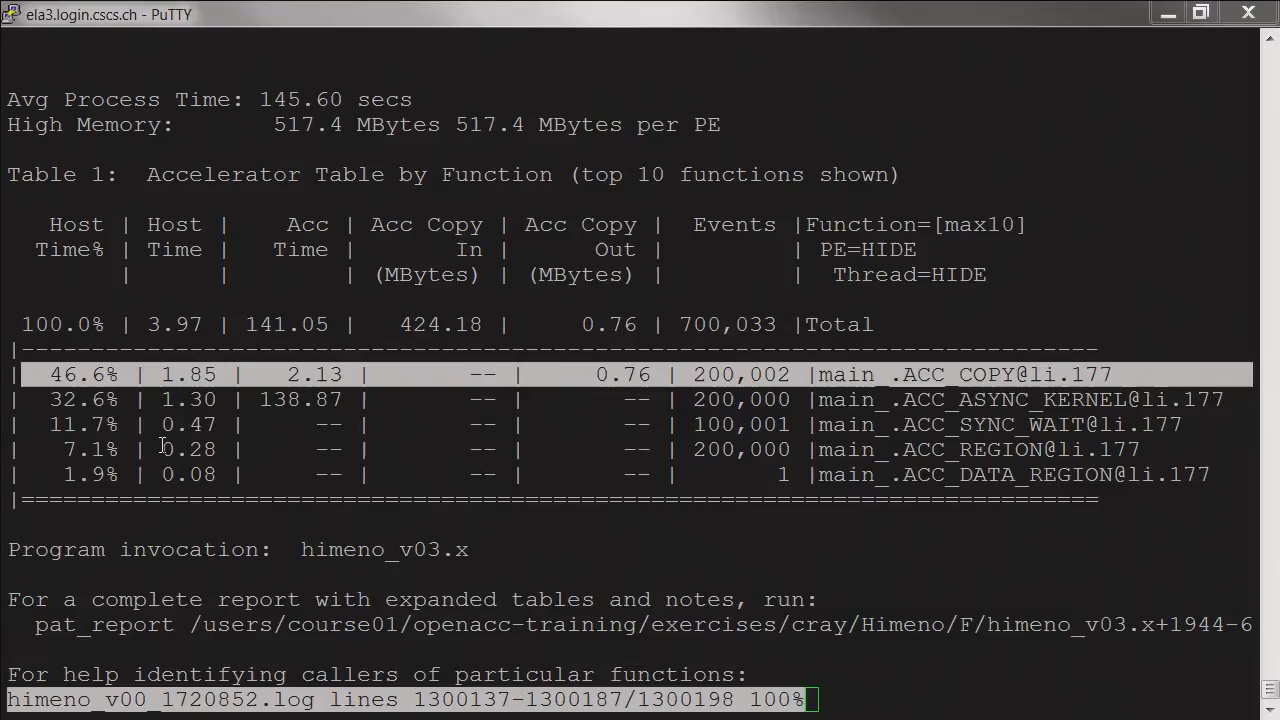 ela3.login.cscs.ch - PuTTY
Avg Process Time: 145.60 secs
High Memory:       517.4 MBytes 517.4 MBytes per PE
Table 1:  Accelerator Table by Function (top 10 functions shown)
   Host | Host |     Acc | Acc Copy | Acc Copy |  Events |Function=[max10]
  Time% | Time |    Time |       In |      Out |         | PE=HIDE
        |      |         | (MBytes) | (MBytes) |         |  Thread=HIDE
 100.0% | 3.97 | 141.05 |   424.18 |     0.76 | 700,033 |Total
|-----------------------------------------------------------------------------
|  46.6% | 1.85 |   2.13 |       -- |     0.76 | 200,002 |main_.ACC_COPY@li.177
|  32.6% | 1.30 | 138.87 |       -- |       -- | 200,000 |main_.ACC_ASYNC_KERNEL@li.177
|  11.7% | 0.47 |     -- |       -- |       -- | 100,001 |main_.ACC_SYNC_WAIT@li.177
|   7.1% | 0.28 |     -- |       -- |       -- | 200,000 |main_.ACC_REGION@li.177
|   1.9% | 0.08 |     -- |       -- |       -- |       1 |main_.ACC_DATA_REGION@li.177
|=============================================================================
Program invocation:  himeno_v03.x
For a complete report with expanded tables and notes, run:
  pat_report /users/course01/openacc-training/exercises/cray/Himeno/F/himeno_v03.x+1944-6
For help identifying callers of particular functions:
himeno_v00_1720852.log lines 1300137-1300187/1300198 100%